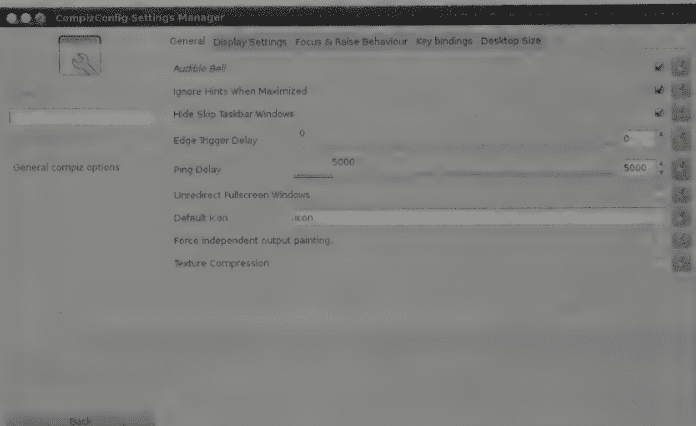 CompizConfig Settings Manager
General Display Settings Focus & Raise Behaviour Key bindings Desktop Size
Audible Bell
Ignore Hints When Maximized
Hide Skip Taskbar Windows
Edge Trigger Delay 0 0
Ping Delay 5000 5000
General compiz options
Unredirect Fullscreen Windows
Default Icon icon
Force independent output painting.
Texture Compression
Back